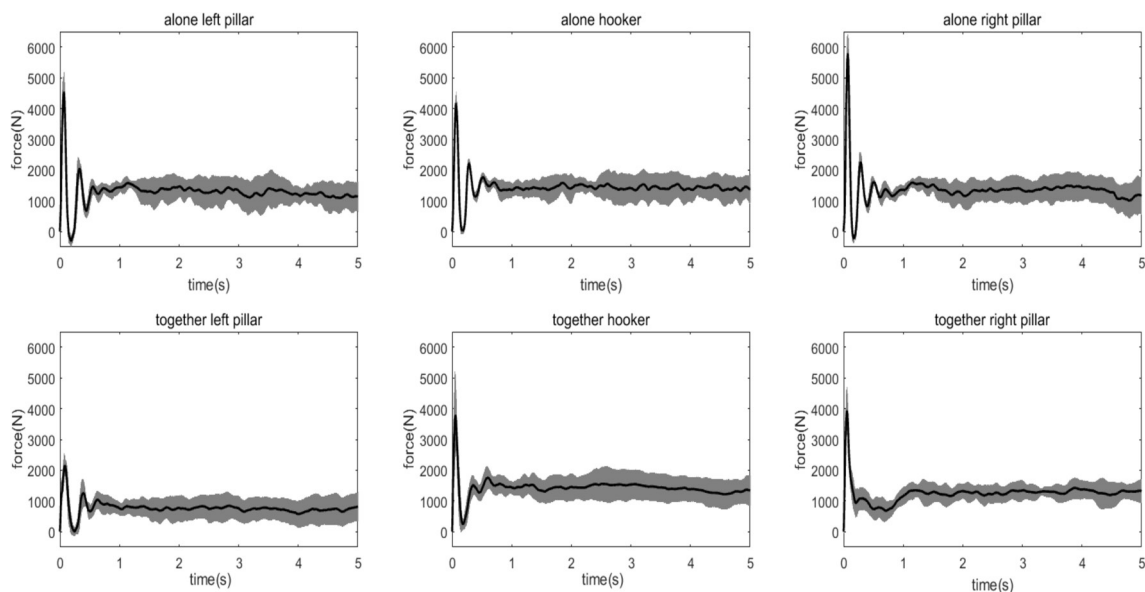 alone left pillar
6000
5000
4000
3000
2000
1000
0
force(N)
0 1 2 3 4 5
time(s)
alone hooker
6000
5000
4000
3000
2000
1000
0
force(N)
0 1 2 3 4 5
time(s)
alone right pillar
6000
5000
4000
3000
2000
1000
0
force(N)
0 1 2 3 4 5
time(s)
together left pillar
6000
5000
4000
3000
2000
1000
0
force(N)
0 1 2 3 4 5
time(s)
together hooker
6000
5000
4000
3000
2000
1000
0
force(N)
0 1 2 3 4 5
time(s)
together right pillar
6000
5000
4000
3000
2000
1000
0
force(N)
0 1 2 3 4 5
time(s)